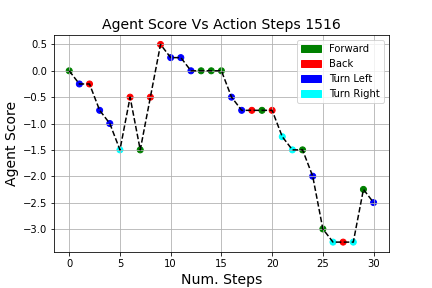 Agent Score Vs Action Steps 1516
Agent Score
0.5
0.0
−0.5
−1.0
−1.5
−2.0
−2.5
−3.0
Forward
Back
Turn Left
Turn Right
0
5
10
15
20
25
30
Num. Steps